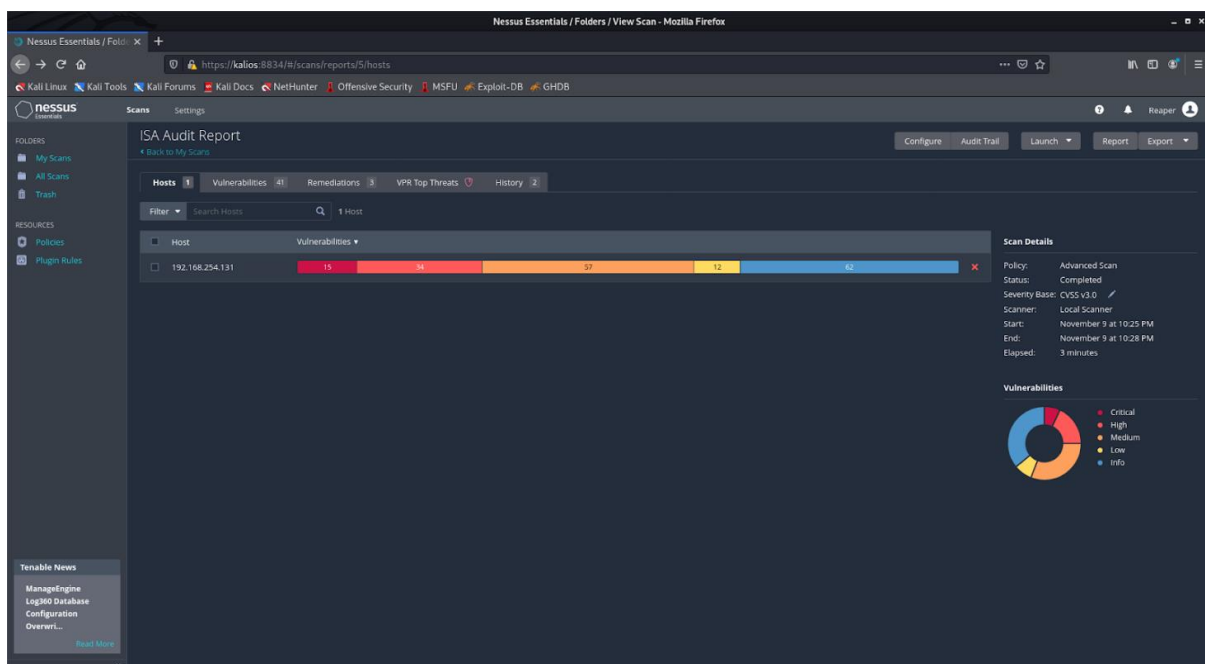 Nessus Essentials / Folders / View Scan - Mozilla Firefox
Nessus Essentials / Folde
https://kalios:8834/#/scans/reports/5/hosts
Kali Linux Kali Tools Kali Forums Kali Docs NetHunter Offensive Security MSFU Exploit-DB GHDB
nessus Essentials Scans Settings Reaper
FOLDERS
My Scans
All Scans
Trash
RESOURCES
Policies
Plugin Rules
ISA Audit Report
Back to My Scans
Configure Audit Trail Launch Report Export
Hosts 1 Vulnerabilities 41 Remediations 3 VPR Top Threats History 2
Filter Search Hosts 1 Host
Host Vulnerabilities
192.168.254.131 15 34 57 12 62
Scan Details
Policy: Advanced Scan
Status: Completed
Severity Base: CVSS v3.0
Scanner: Local Scanner
Start: November 9 at 10:25 PM
End: November 9 at 10:28 PM
Elapsed: 3 minutes
Vulnerabilities
Critical
High
Medium
Low
Info
Tenable News
ManageEngine
Log360 Database
Configuration
Overwri...
Read More